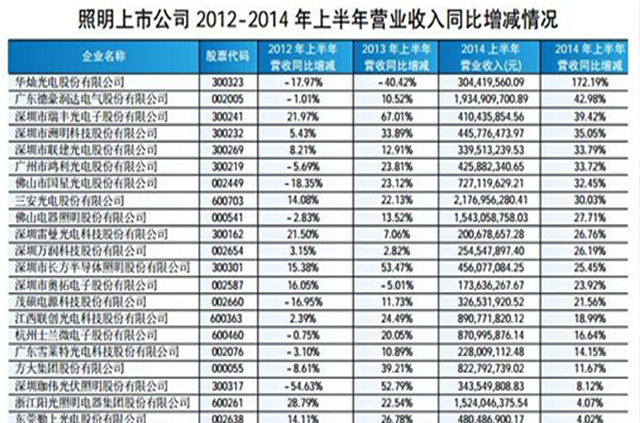 照明上市公司 2012-2014 年上半年营业收入同比增减情况
企业名称 股票代码 2012 年上半年 营收同比增减 2013 年上半年 营收同比增减 2014 上半年 营业收入(元) 2014 年上半年 营收同比增减
华灿光电股份有限公司 300323 -17.97% -40.42% 304,419,560.09 172.19%
广东德豪润达电气股份有限公司 002005 -1.01% 10.52% 1,934,909,700.89 42.98%
深圳市瑞丰光电子股份有限公司 300241 21.97% 67.01% 410,435,854.56 39.42%
深圳市洲明科技股份有限公司 300232 5.43% 33.89% 445,776,473.97 35.05%
深圳市联建光电股份有限公司 300269 8.21% 12.91% 339,513,239.53 33.79%
广州市鸿利光电股份有限公司 300219 -5.69% 23.81% 425,882,340.65 33.72%
佛山市国星光电股份有限公司 002449 -18.35% 23.12% 727,119,629.21 32.45%
三安光电股份有限公司 600703 14.08% 22.13% 2,176,956,280.41 30.03%
佛山电器照明股份有限公司 000541 -2.83% 13.52% 1,543,058,758.03 27.71%
深圳雷曼光电科技股份有限公司 300162 21.50% 7.06% 200,678,657.28 26.76%
深圳万润科技股份有限公司 002654 3.15% 2.82% 254,547,897.40 26.19%
深圳市长方半导体照明股份有限公司 300301 15.38% 53.47% 456,077,084.25 25.45%
深圳市奥拓电子股份有限公司 002587 16.05% -5.01% 173,636,267.67 23.92%
茂硕电源科技股份有限公司 002660 -16.95% 11.73% 326,531,920.52 21.56%
江西联创光电科技股份有限公司 600363 2.39% 24.49% 890,771,820.12 18.99%
杭州士兰微电子股份有限公司 600460 -0.75% 20.05% 870,995,876.14 16.64%
广东雪莱特光电科技股份有限公司 002076 -3.10% 10.89% 228,009,112.48 14.15%
方大集团股份有限公司 000055 -8.61% 39.21% 822,792,739.02 11.67%
深圳珈伟光伏照明股份有限公司 300317 -54.63% 52.79% 343,549,808.83 8.12%
浙江阳光照明电器集团股份有限公司 600261 28.79% 22.54% 1,524,046,375.54 4.07%
东莞勤上光电股份有限公司 002638 14.11% 26.78% 480,486,900.17 4.02%